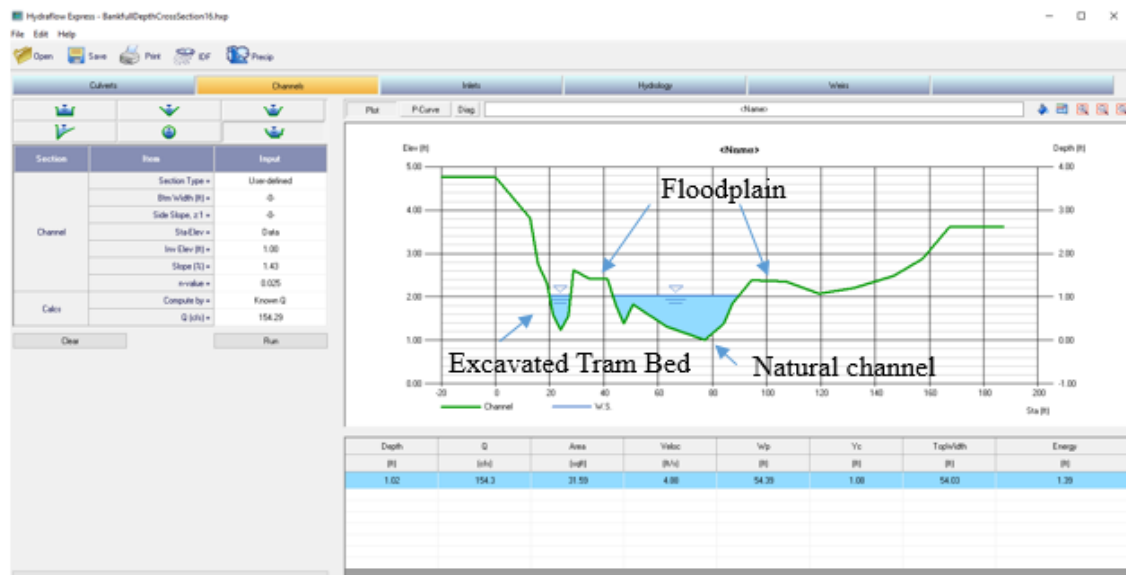 Hydraflow Express - BankfullDepthCrossSection16.hxp
File Edit Help
Open Save Print IDF Precip
Culverts Channels Inlets Hydrology Weirs
Plot P-Curve Diag. <Name>
Section Item Input
Channel
Section Type = User-defined
Btm Width (ft) = -0-
Side Slope, z:1 = -0-
Sta-Elev = Data
Inv Elev (ft) = 1.00
Slope (%) = 1.43
n-value = 0.025
Calcs
Compute by = Known Q
Q (cfs) = 154.29
Clear Run
Elev (ft) <Name> Depth (ft)
5.00 4.00
4.00 3.00
3.00 2.00
2.00 1.00
1.00 0.00
0.00 -1.00
Floodplain
Excavated Tram Bed
Natural channel
-20 0 20 40 60 80 100 120 140 160 180 200
Channel W.S. Sta (ft)
Depth Q Area Veloc Wp Yc TopWidth Energy
(ft) (cfs) (sqft) (ft/s) (ft) (ft) (ft) (ft)
1.02 154.3 31.59 4.88 54.39 1.08 54.03 1.39